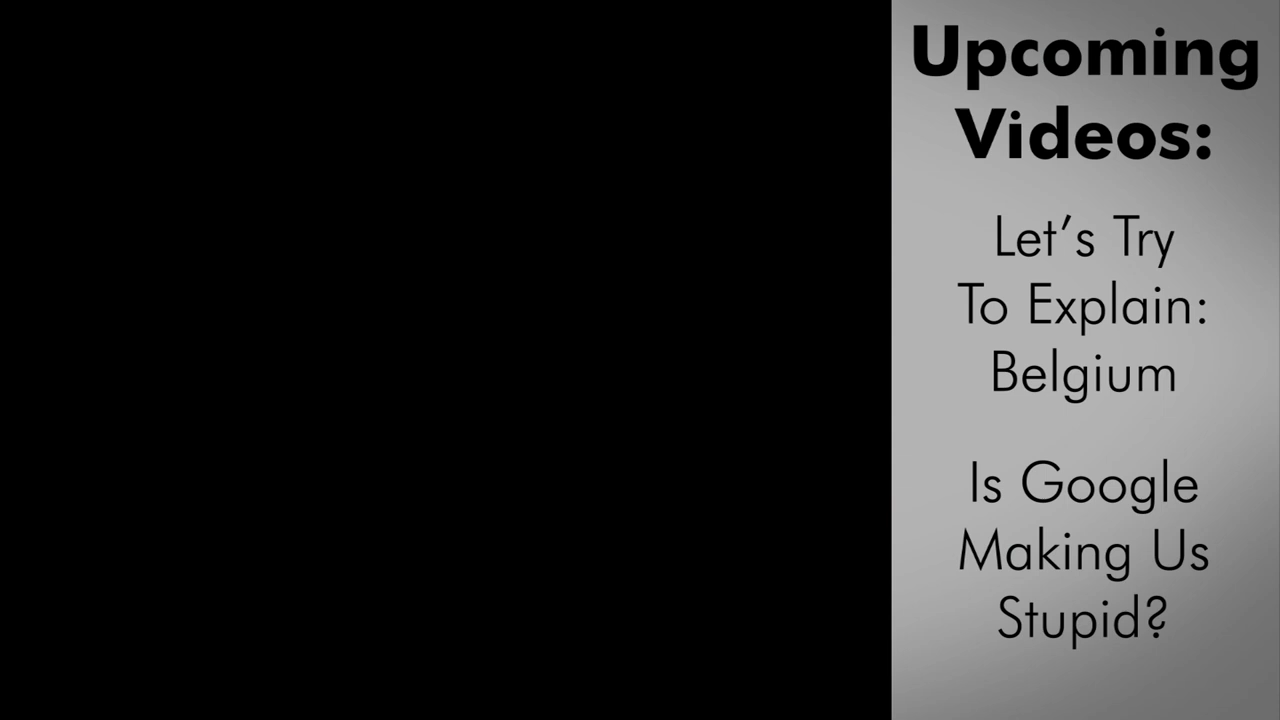 Upcoming
Videos:
Let’s Try
To Explain:
Belgium
Is Google
Making Us
Stupid?